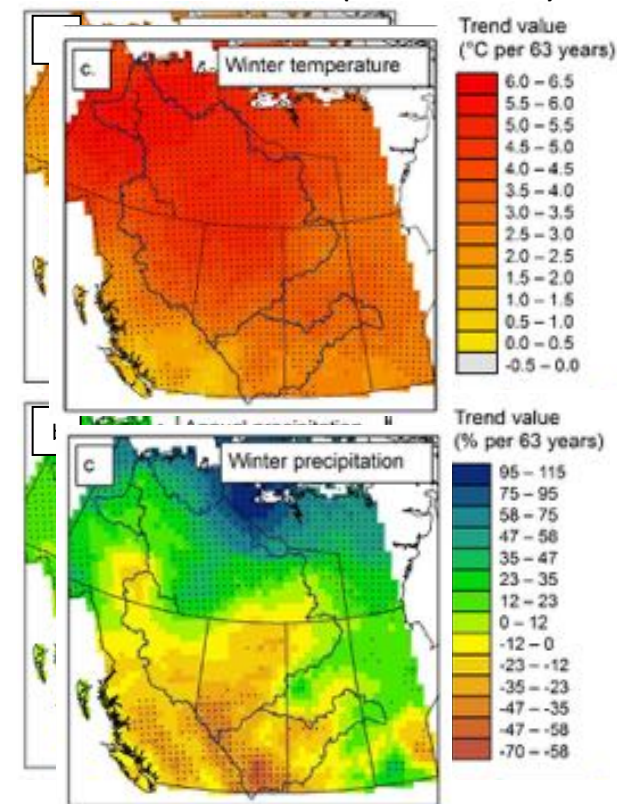 c.
Winter temperature
Trend value
(°C per 63 years)
6.0 – 6.5
5.5 – 6.0
5.0 – 5.5
4.5 – 5.0
4.0 – 4.5
3.5 – 4.0
3.0 – 3.5
2.5 – 3.0
2.0 – 2.5
1.5 – 2.0
1.0 – 1.5
0.5 – 1.0
0.0 – 0.5
-0.5 – 0.0
c
Winter precipitation
Trend value
(% per 63 years)
95 – 115
75 – 95
58 – 75
47 – 58
35 – 47
23 – 35
12 – 23
0 – 12
-12 – 0
-23 – -12
-35 – -23
-47 – -35
-47 – -58
-70 – -58